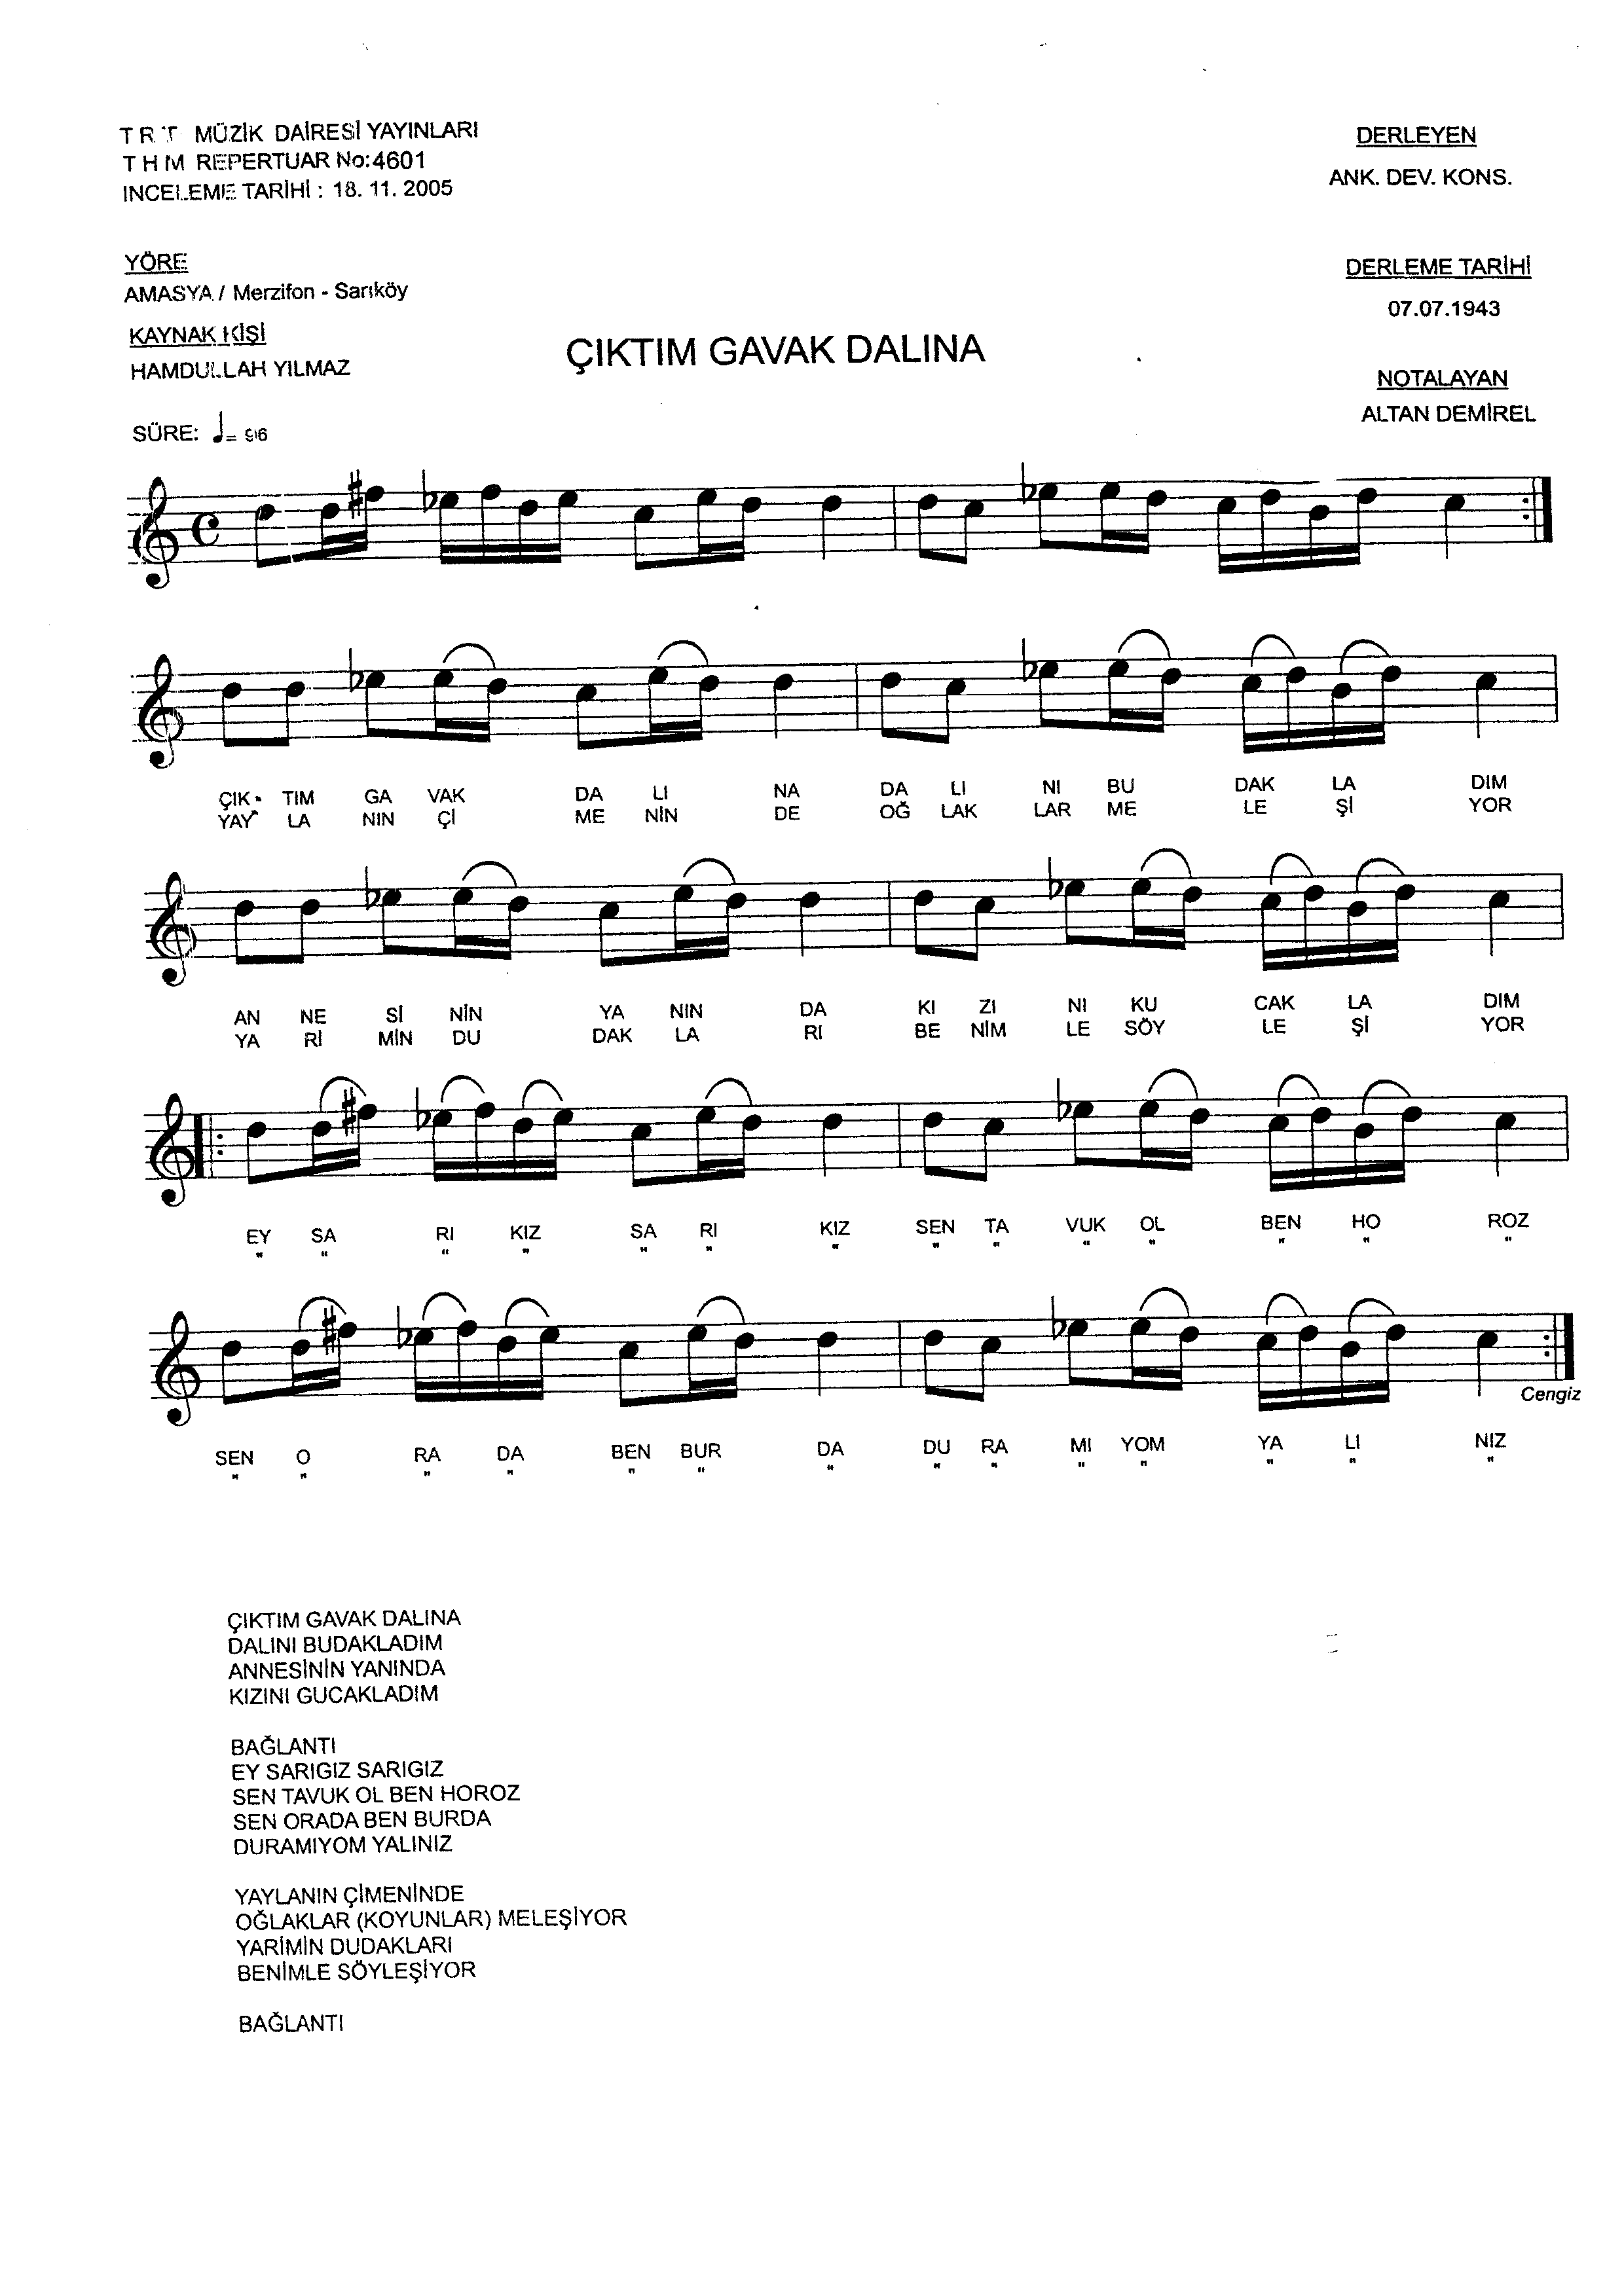 T R T MÜZİK DAİRESİ YAYINLARI
T H M REPERTUAR No:4601
INCELEME TARİHİ : 18. 11. 2005
DERLEYEN
ANK. DEV. KONS.
YÖRE
AMASYA / Merzifon - Sarıköy
DERLEME TARİHİ
07.07.1943
KAYNAK KİŞİ
HAMDULLAH YILMAZ
ÇIKTIM GAVAK DALINA
NOTALAYAN
ALTAN DEMİREL
SÜRE: ♩= 96
ÇIK TIM GA VAK DA LI NA DA LI NI BU DAK LA DIM
YAY LA NIN Çİ ME NİN DE OĞ LAK LAR ME LE Şİ YOR
AN NE Sİ NİN YA NIN DA KI ZI NI KU CAK LA DIM
YA Rİ MİN DU DAK LA RI BE NİM LE SÖY LE Şİ YOR
EY SA RI KIZ SA RI KIZ SEN TA VUK OL BEN HO ROZ
" " " " " " " " " " " " " "
Cengiz
SEN O RA DA BEN BUR DA DU RA MI YOM YA LI NIZ
" " " " " " " " " " " " " "
ÇIKTIM GAVAK DALINA
DALINI BUDAKLADIM
ANNESİNİN YANINDA
KIZINI GUCAKLADIM
BAĞLANTI
EY SARIGIZ SARIGIZ
SEN TAVUK OL BEN HOROZ
SEN ORADA BEN BURDA
DURAMIYOM YALINIZ
YAYLANIN ÇİMENİNDE
OĞLAKLAR (KOYUNLAR) MELEŞİYOR
YARİMİN DUDAKLARI
BENİMLE SÖYLEŞİYOR
BAĞLANTI